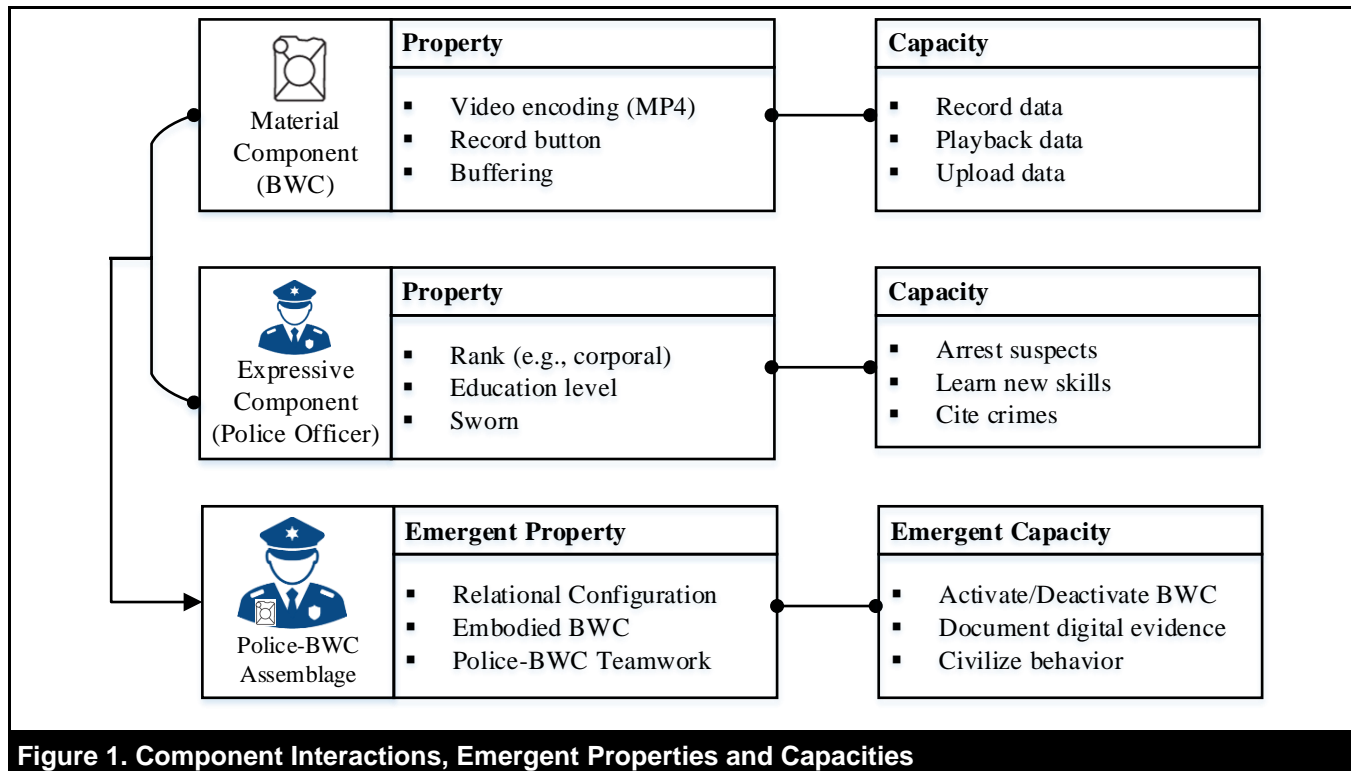 Property
Capacity
Material
Component
(BWC)
▪ Video encoding (MP4)
▪ Record button
▪ Buffering
▪ Record data
▪ Playback data
▪ Upload data
Property
Capacity
Expressive
Component
(Police Officer)
▪ Rank (e.g., corporal)
▪ Education level
▪ Sworn
▪ Arrest suspects
▪ Learn new skills
▪ Cite crimes
Emergent Property
Emergent Capacity
Police-BWC
Assemblage
▪ Relational Configuration
▪ Embodied BWC
▪ Police-BWC Teamwork
▪ Activate/Deactivate BWC
▪ Document digital evidence
▪ Civilize behavior
Figure 1. Component Interactions, Emergent Properties and Capacities